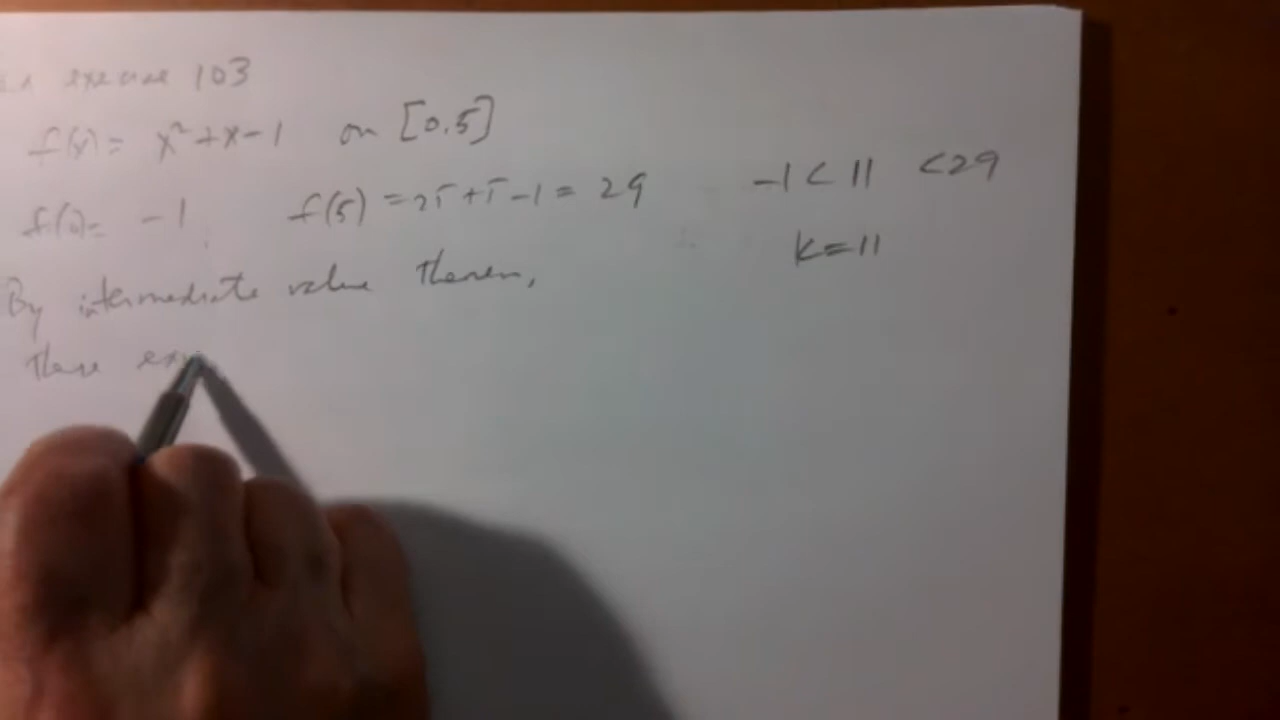 exercise 103
f(x) = x² + x - 1 on [0.5]
f(0) = -1 f(5) = 25 + 5 - 1 = 29 -1 < 11 < 29
k = 11
By intermediate value theorem,
there ex